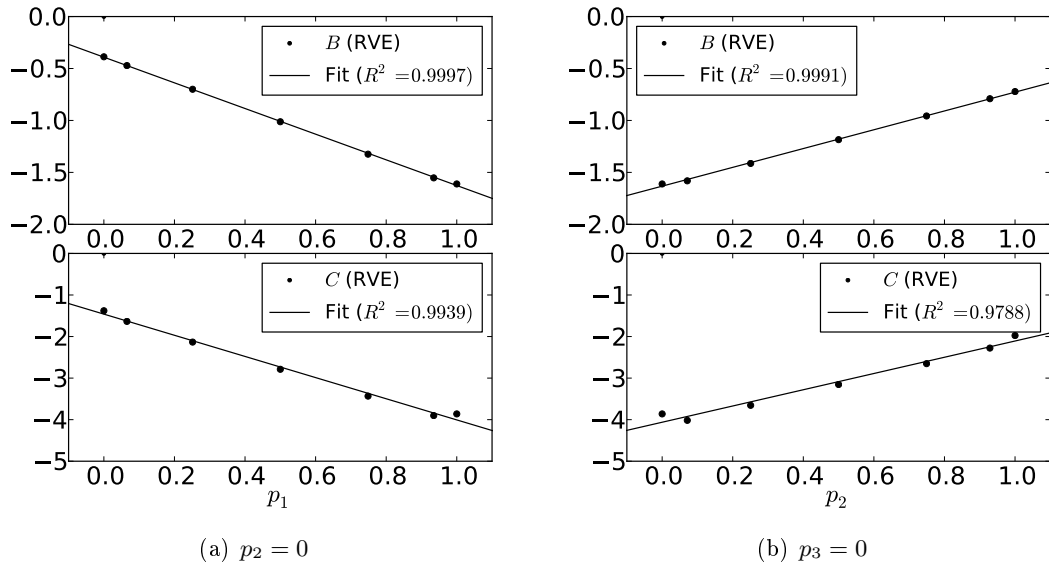 0.0
−0.5
−1.0
−1.5
−2.0
B (RVE)
Fit (R² =0.9997)
0.0 0.2 0.4 0.6 0.8 1.0
0
−1
−2
−3
−4
−5
C (RVE)
Fit (R² =0.9939)
0.0 0.2 0.4 0.6 0.8 1.0
p₁
(a) p₂ = 0
0.0
−0.5
−1.0
−1.5
−2.0
B (RVE)
Fit (R² =0.9991)
0.0 0.2 0.4 0.6 0.8 1.0
0
−1
−2
−3
−4
−5
C (RVE)
Fit (R² =0.9788)
0.0 0.2 0.4 0.6 0.8 1.0
p₂
(b) p₃ = 0